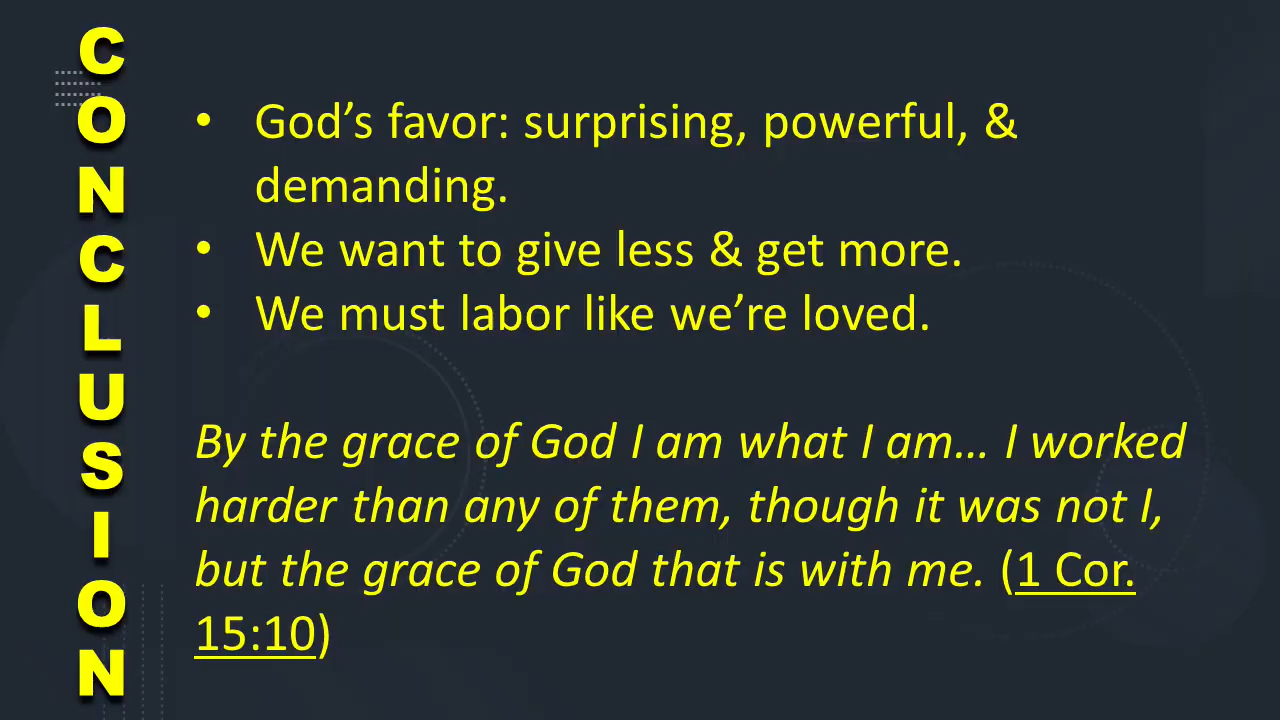 CONCLUSION
• God’s favor: surprising, powerful, &
demanding.
• We want to give less & get more.
• We must labor like we’re loved.
By the grace of God I am what I am… I worked
harder than any of them, though it was not I,
but the grace of God that is with me. (1 Cor.
15:10)